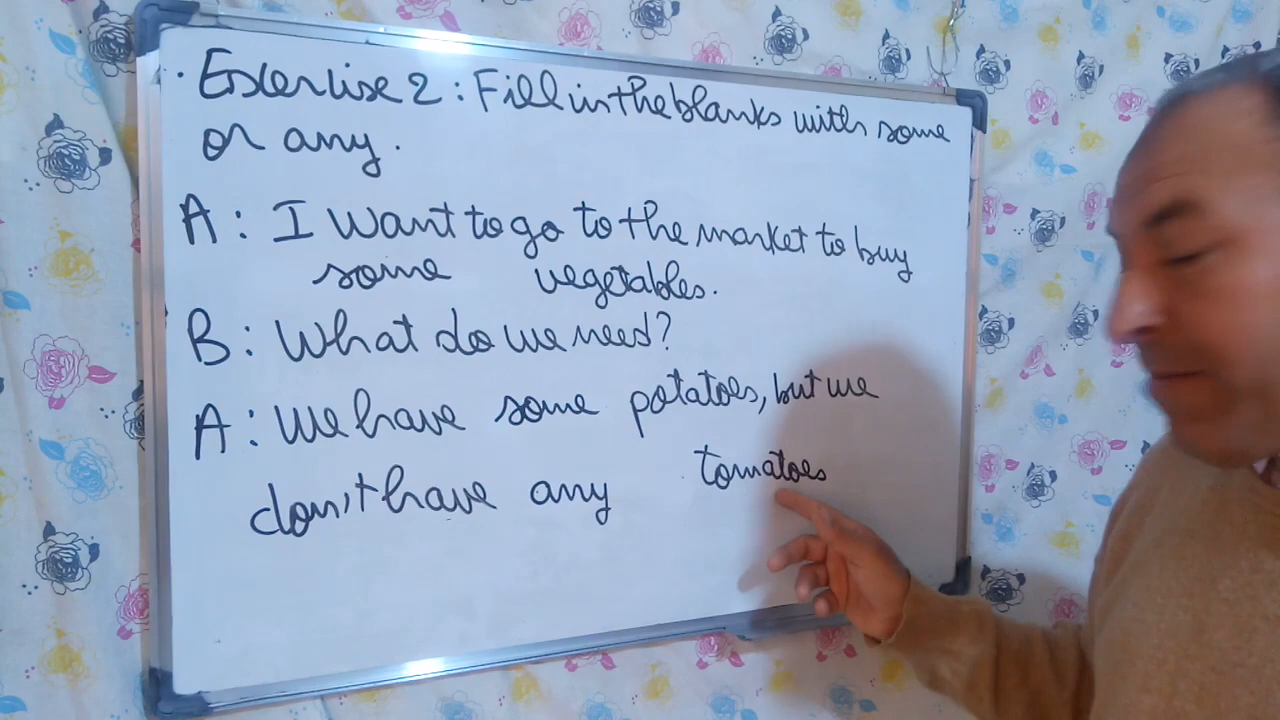 . Exercise 2 : Fill in the blanks with some
or any.
A : I want to go to the market to buy
some vegetables.
B : What do we need?
A : We have some potatoes, but we
don't have any tomatoes